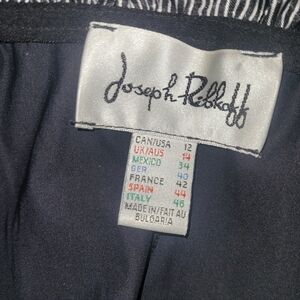 Joseph Ribkoff
CAN/USA 12
UK/AUS 14
MEXICO 34
GER 40
FRANCE 42
SPAIN 44
ITALY 46
MADE IN/FAIT AU
BULGARIA